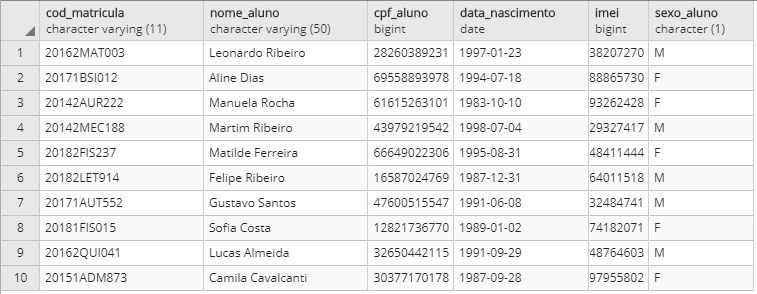 cod_matricula nome_aluno cpf_aluno data_nascimento imei sexo_aluno
character varying (11) character varying (50) bigint date bigint character (1)
1 20162MAT003 Leonardo Ribeiro 28260389231 1997-01-23 38207270 M
2 20171BSI012 Aline Dias 69558893978 1994-07-18 88865730 F
3 20142AUR222 Manuela Rocha 61615263101 1983-10-10 93262428 F
4 20142MEC188 Martim Ribeiro 43979219542 1998-07-04 29327417 M
5 20182FIS237 Matilde Ferreira 66649022306 1995-08-31 48411444 F
6 20182LET914 Felipe Ribeiro 16587024769 1987-12-31 64011518 M
7 20171AUT552 Gustavo Santos 47600515547 1991-06-08 32484741 M
8 20181FIS015 Sofia Costa 12821736770 1989-01-02 74182071 F
9 20162QUI041 Lucas Almeida 32650442115 1991-09-29 48764603 M
10 20151ADM873 Camila Cavalcanti 30377170178 1987-09-28 97955802 F